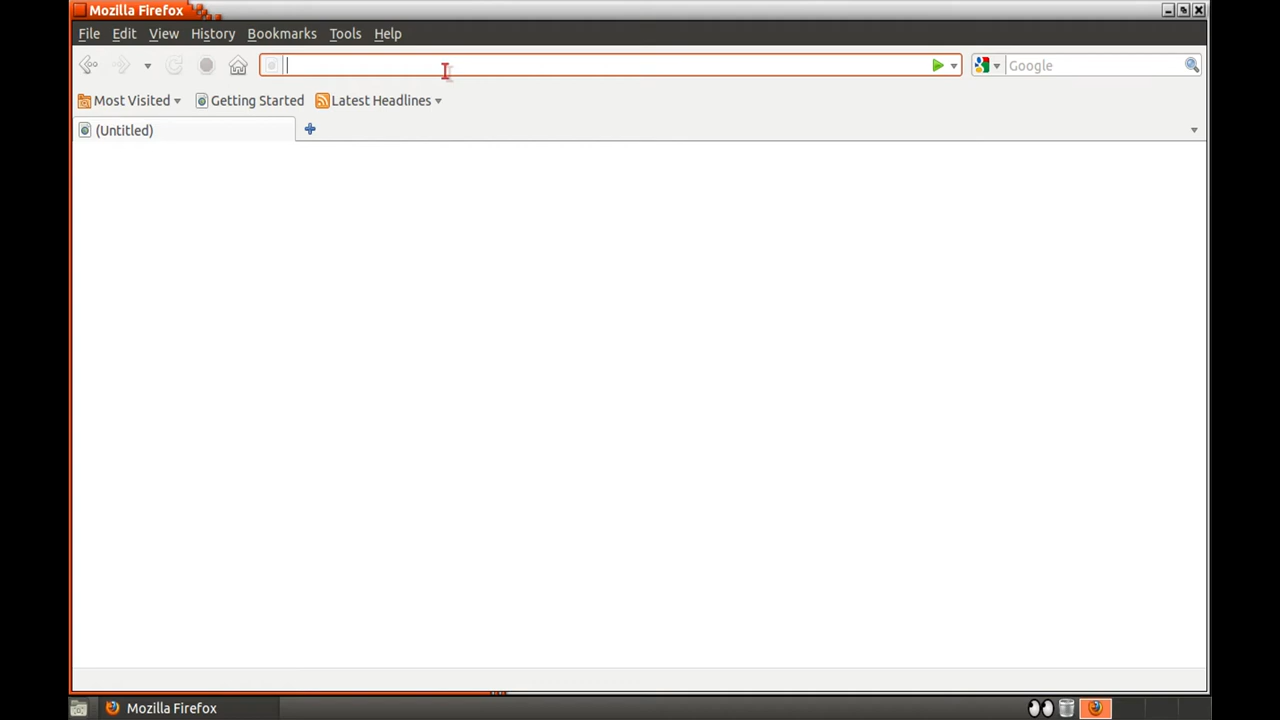 Mozilla Firefox
File Edit View History Bookmarks Tools Help
Google
Most Visited Getting Started Latest Headlines
(Untitled)
Mozilla Firefox